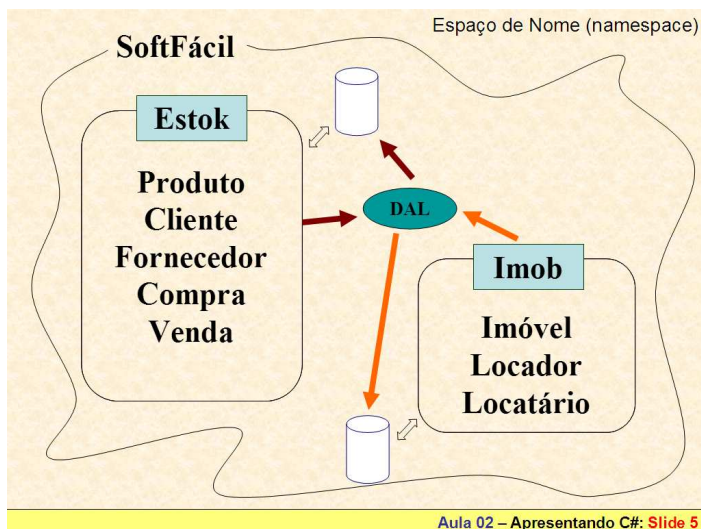 Espaço de Nome (namespace)
SoftFácil
Estok
Produto
Cliente
Fornecedor
Compra
Venda
DAL
Imob
Imóvel
Locador
Locatário
Aula 02 – Apresentando C#: Slide 5